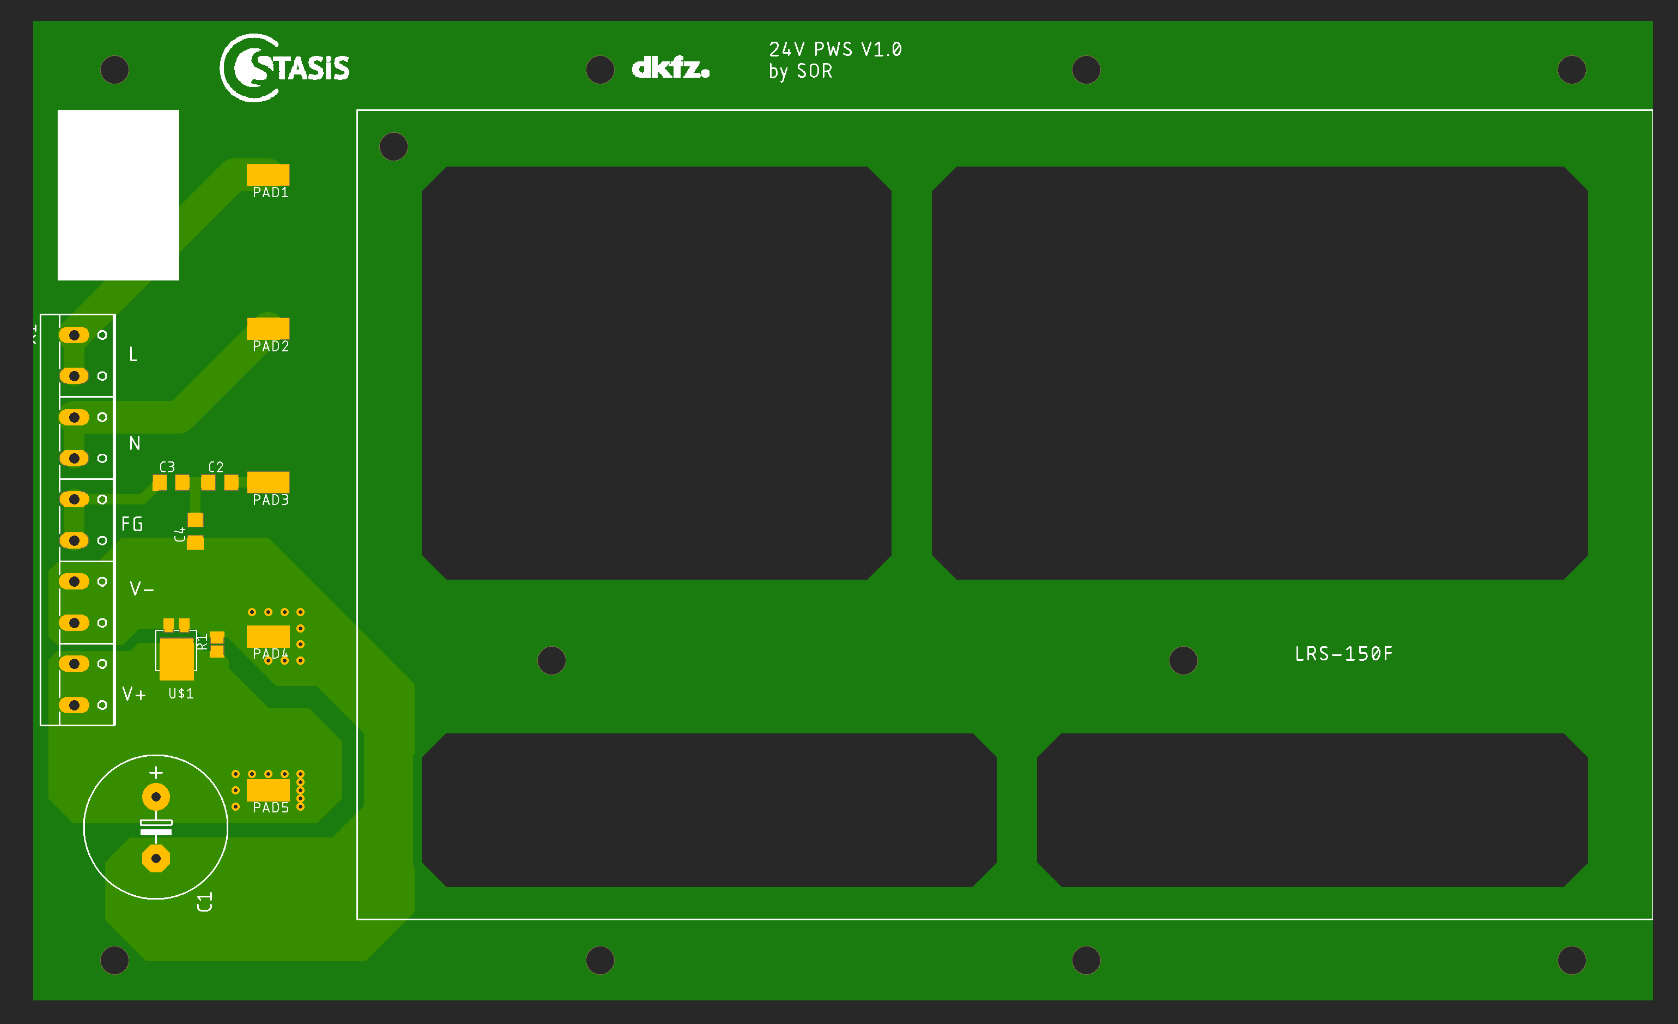 STASIS
dkfz.
24V PWS V1.0
by SOR
PAD1
PAD2
L
N
C3
C2
PAD3
FG
C4
V-
R1
PAD4
LRS-150F
V+
U$1
+
PAD5
C1